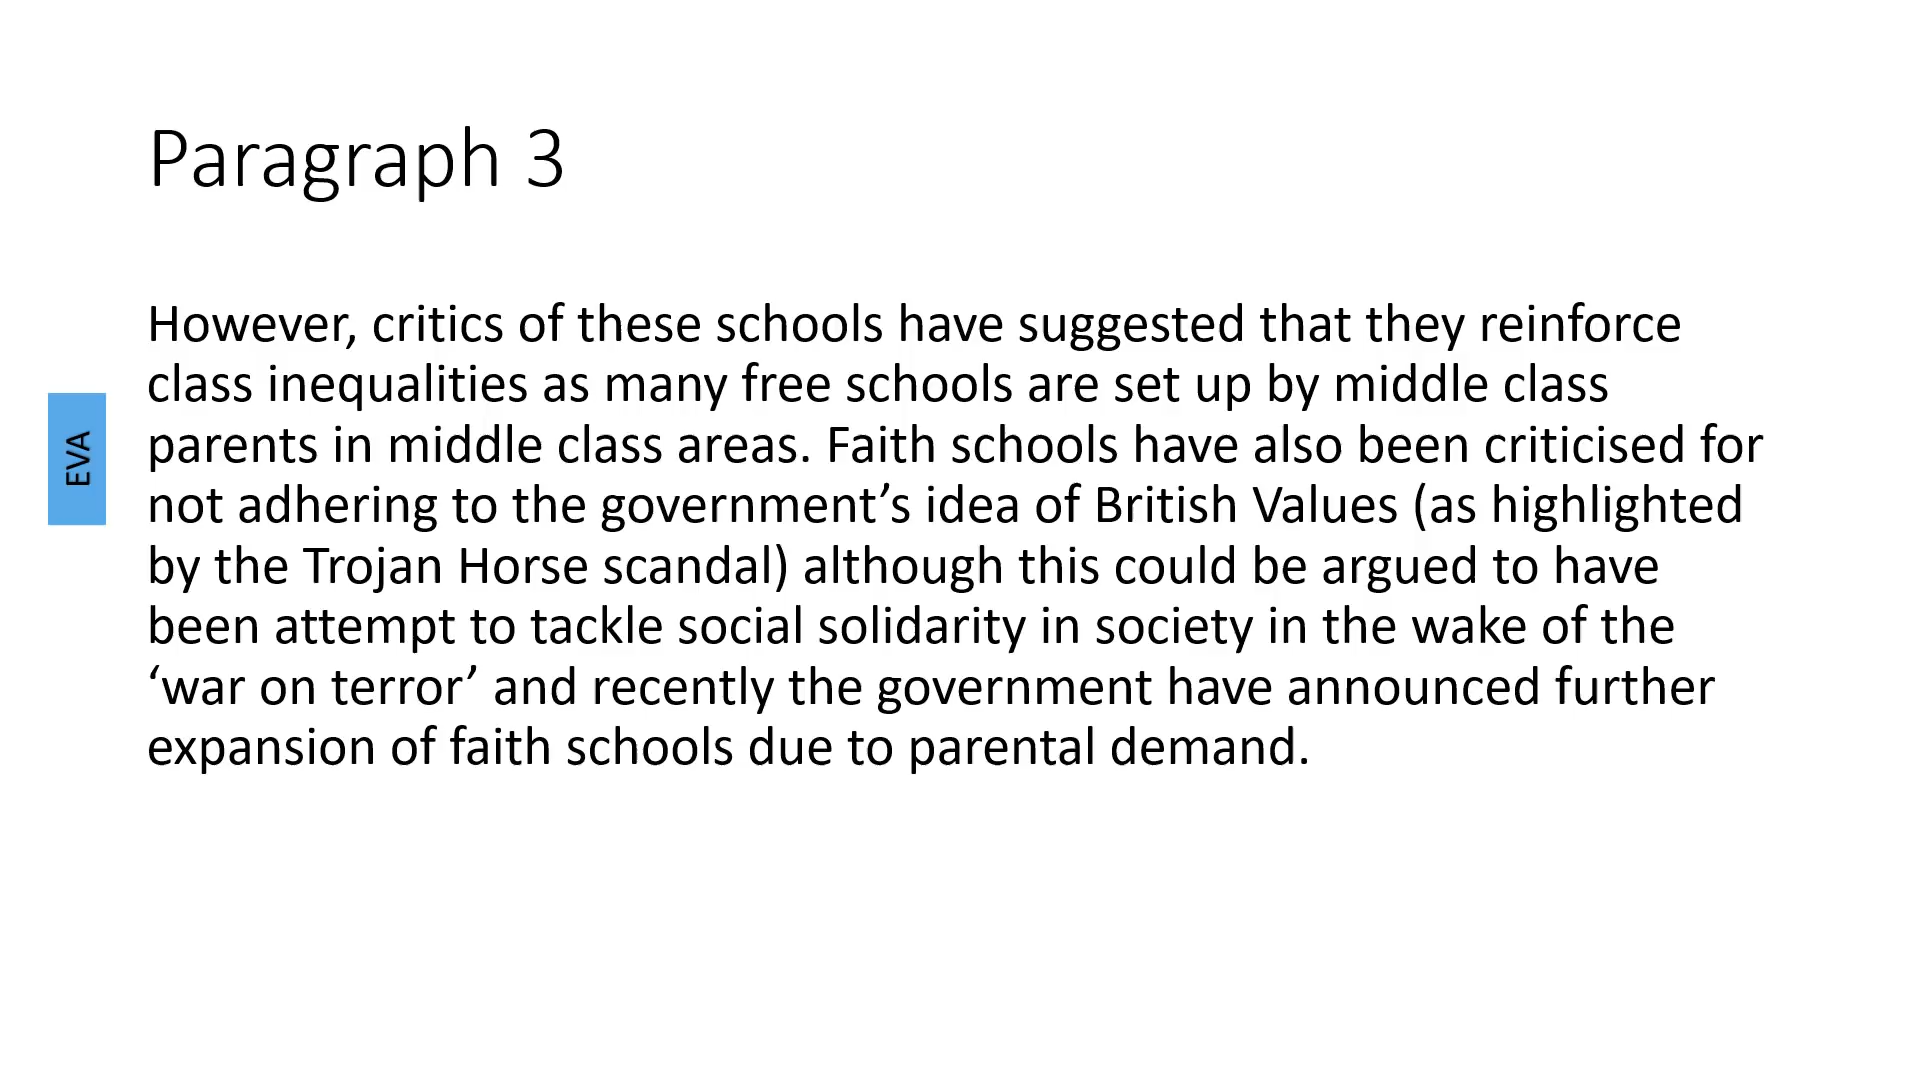 Paragraph 3
However, critics of these schools have suggested that they reinforce
class inequalities as many free schools are set up by middle class
parents in middle class areas. Faith schools have also been criticised for
not adhering to the government’s idea of British Values (as highlighted
by the Trojan Horse scandal) although this could be argued to have
been attempt to tackle social solidarity in society in the wake of the
‘war on terror’ and recently the government have announced further
expansion of faith schools due to parental demand.
EVA